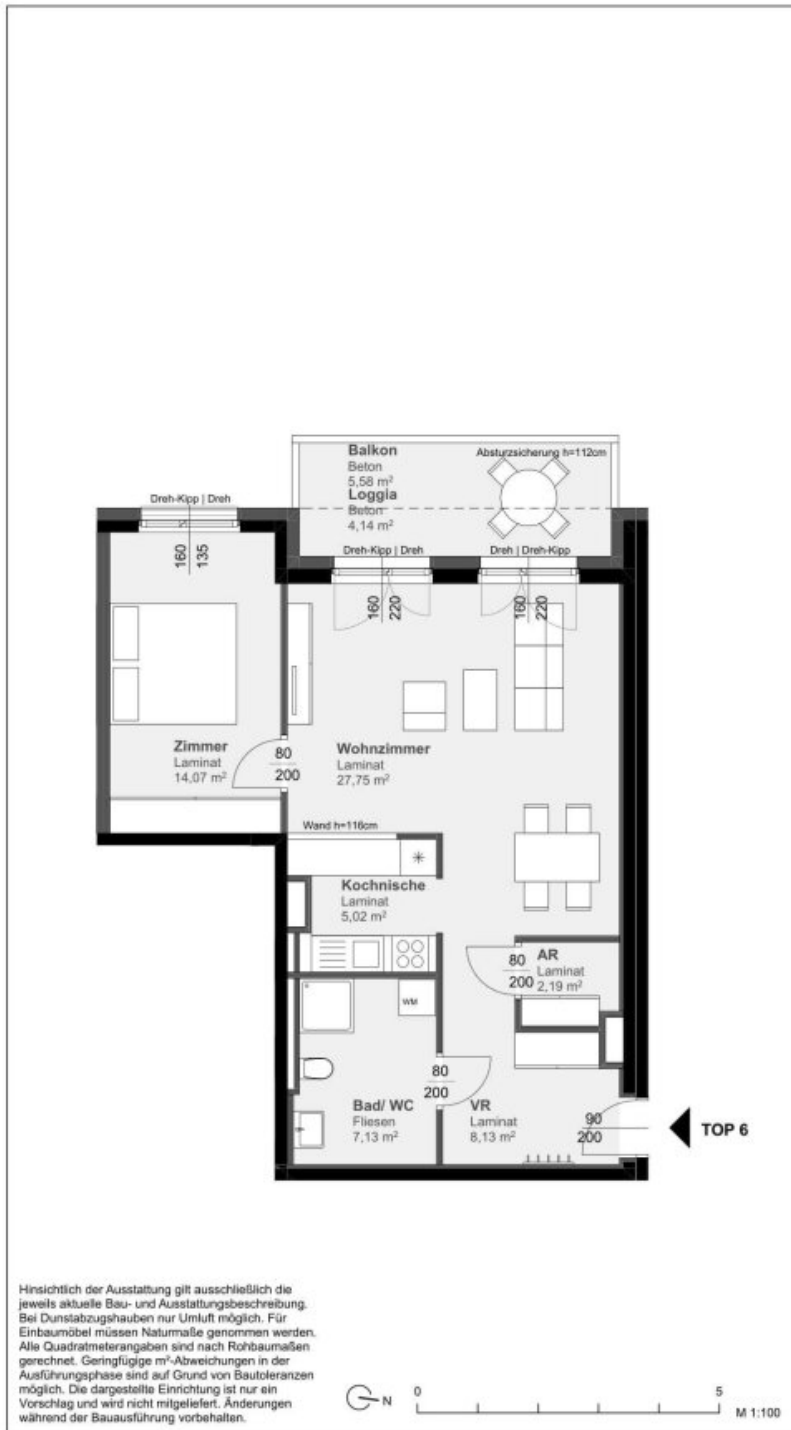 Balkon
Beton
5,58 m²
Loggia
Beton
4,14 m²
Absturzsicherung h=112cm
Dreh-Kipp | Dreh
160
135
Dreh-Kipp | Dreh
160
220
Dreh | Dreh-Kipp
160
220
Zimmer
Laminat
14,07 m²
80
200
Wohnzimmer
Laminat
27,75 m²
Wand h=116cm
Kochnische
Laminat
5,02 m²
80
200
AR
Laminat
2,19 m²
WM
80
200
Bad/ WC
Fliesen
7,13 m²
VR
Laminat
8,13 m²
90
200
TOP 6
Hinsichtlich der Ausstattung gilt ausschließlich die
jeweils aktuelle Bau- und Ausstattungsbeschreibung.
Bei Dunstabzugshauben nur Umluft möglich. Für
Einbaumöbel müssen Naturmaße genommen werden.
Alle Quadratmeterangaben sind nach Rohbaumaßen
gerechnet. Geringfügige m²-Abweichungen in der
Ausführungsphase sind auf Grund von Bautoleranzen
möglich. Die dargestellte Einrichtung ist nur ein
Vorschlag und wird nicht mitgeliefert. Änderungen
während der Bauausführung vorbehalten.
N
0
5
M 1:100